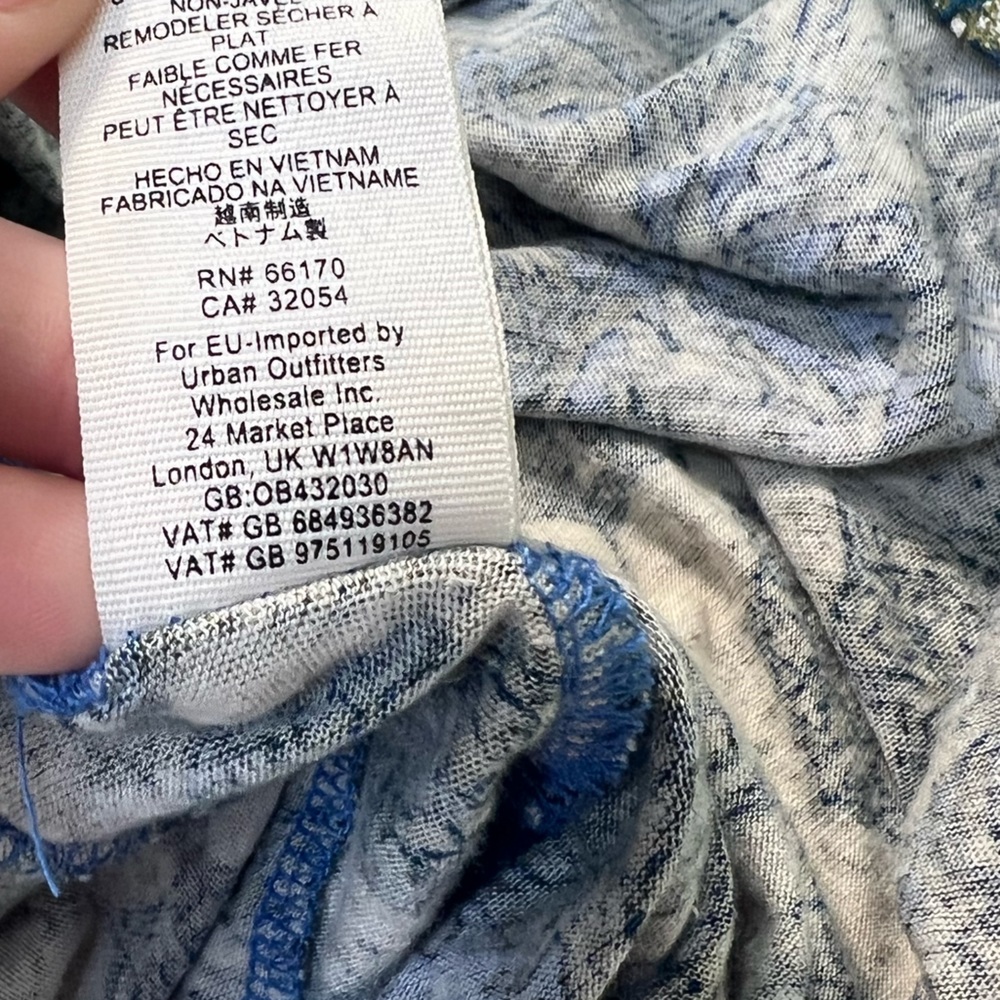 NON-JAVEL
REMODELER SÉCHER À
PLAT
FAIBLE COMME FER
NÉCESSAIRES
PEUT ÊTRE NETTOYER À
SEC
HECHO EN VIETNAM
FABRICADO NA VIETNAME
越南制造
ベトナム製
RN# 66170
CA# 32054
For EU-Imported by
Urban Outfitters
Wholesale Inc.
24 Market Place
London, UK W1W8AN
GB:OB432030
VAT# GB 684936382
VAT# GB 975119105